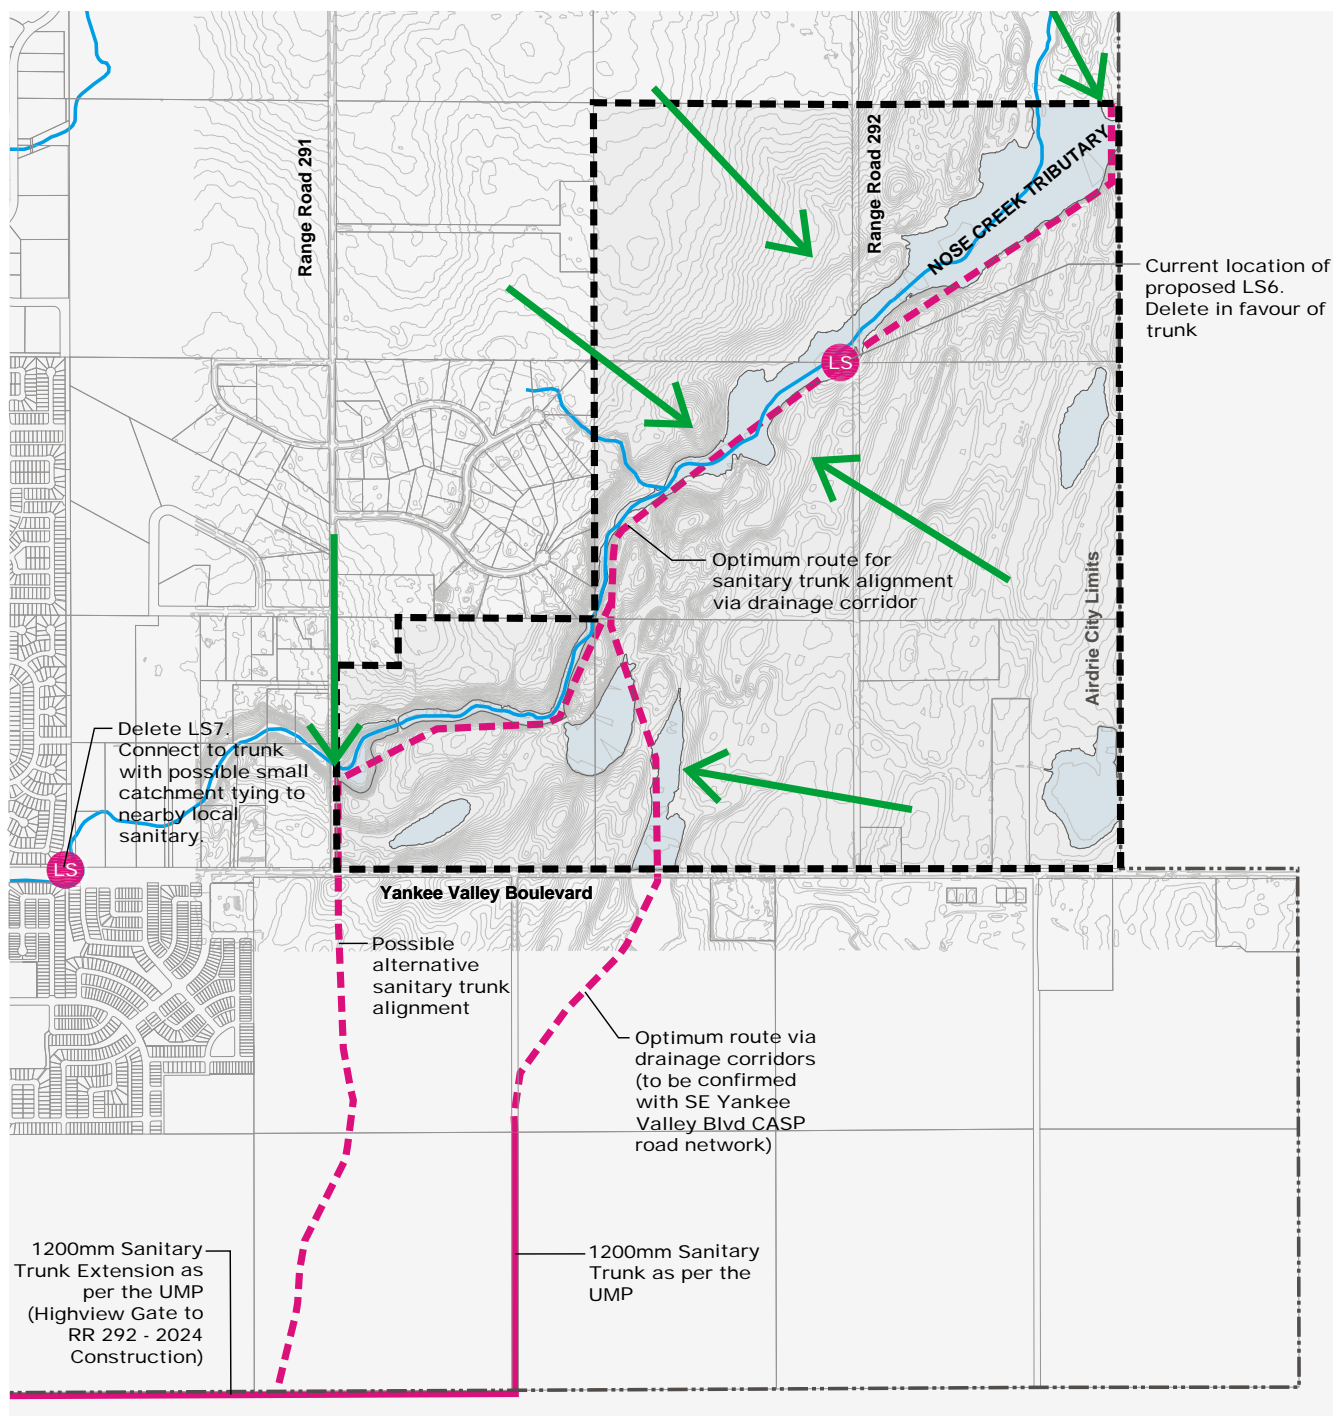 Range Road 291
Range Road 292
NOSE CREEK TRIBUTARY
Current location of
proposed LS6.
Delete in favour of
trunk
LS
Optimum route for
sanitary trunk alignment
via drainage corridor
Airdrie City Limits
Delete LS7.
Connect to trunk
with possible small
catchment tying to
nearby local
sanitary.
LS
Yankee Valley Boulevard
Possible
alternative
sanitary trunk
alignment
Optimum route via
drainage corridors
(to be confirmed
with SE Yankee
Valley Blvd CASP
road network)
1200mm Sanitary
Trunk Extension as
per the UMP
(Highview Gate to
RR 292 - 2024
Construction)
1200mm Sanitary
Trunk as per the
UMP